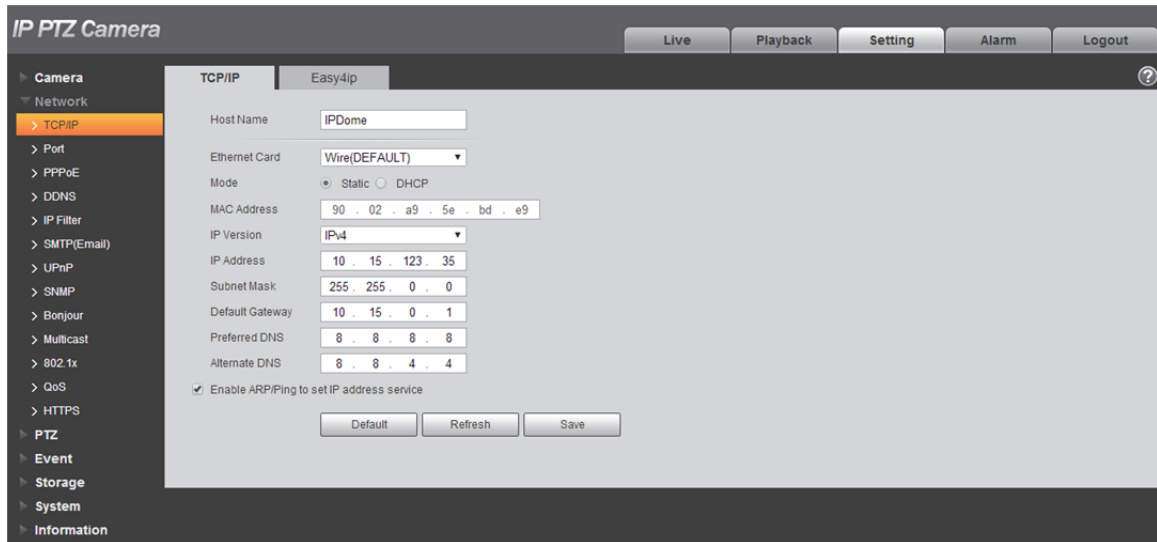 IP PTZ Camera
Live Playback Setting Alarm Logout
Camera
Network
TCP/IP
Port
PPPoE
DDNS
IP Filter
SMTP(Email)
UPnP
SNMP
Bonjour
Multicast
802.1x
QoS
HTTPS
PTZ
Event
Storage
System
Information
TCP/IP Easy4ip
?
Host Name IPDome
Ethernet Card Wire(DEFAULT)
Mode Static DHCP
MAC Address 90 . 02 . a9 . 5e . bd . e9
IP Version IPv4
IP Address 10 . 15 . 123 . 35
Subnet Mask 255 . 255 . 0 . 0
Default Gateway 10 . 15 . 0 . 1
Preferred DNS 8 . 8 . 8 . 8
Alternate DNS 8 . 8 . 4 . 4
Enable ARP/Ping to set IP address service
Default Refresh Save